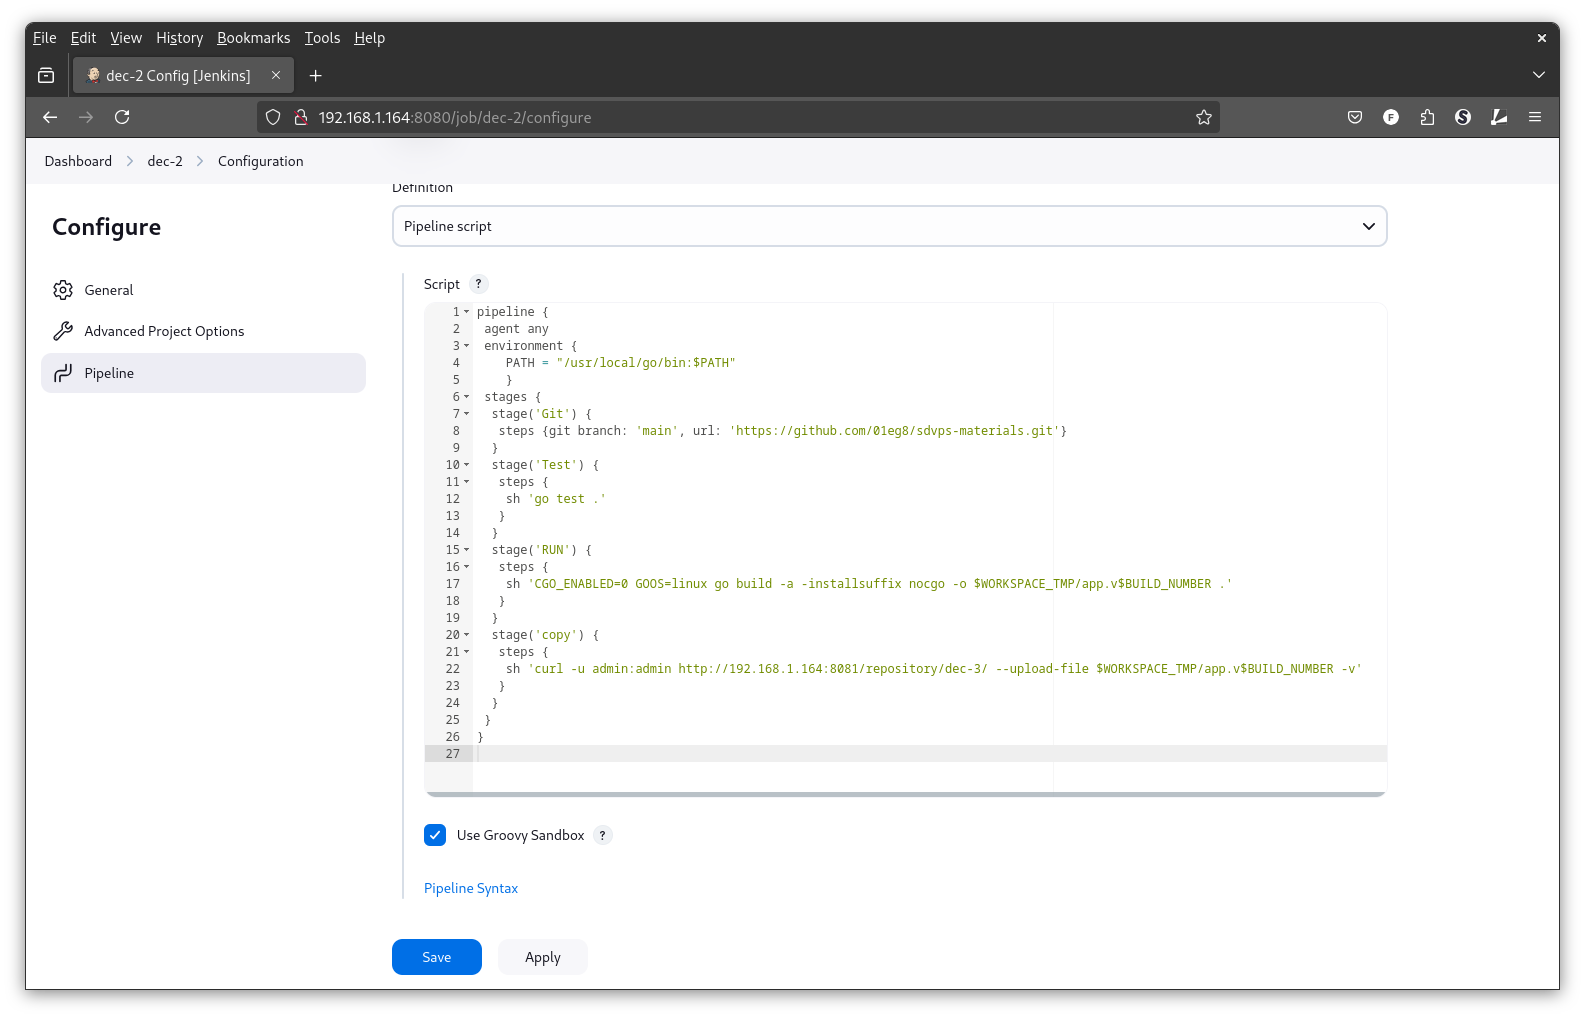 File Edit View History Bookmarks Tools Help
dec-2 Config [Jenkins]
192.168.1.164:8080/job/dec-2/configure
Dashboard dec-2 Configuration
Configure
General
Advanced Project Options
Pipeline
Definition
Pipeline script
Script ?
1 pipeline {
2 agent any
3 environment {
4 PATH = "/usr/local/go/bin:$PATH"
5 }
6 stages {
7 stage('Git') {
8 steps {git branch: 'main', url: 'https://github.com/01eg8/sdvps-materials.git'}
9 }
10 stage('Test') {
11 steps {
12 sh 'go test .'
13 }
14 }
15 stage('RUN') {
16 steps {
17 sh 'CGO_ENABLED=0 GOOS=linux go build -a -installsuffix nocgo -o $WORKSPACE_TMP/app.v$BUILD_NUMBER .'
18 }
19 }
20 stage('copy') {
21 steps {
22 sh 'curl -u admin:admin http://192.168.1.164:8081/repository/dec-3/ --upload-file $WORKSPACE_TMP/app.v$BUILD_NUMBER -v'
23 }
24 }
25 }
26 }
27
Use Groovy Sandbox ?
Pipeline Syntax
Save Apply